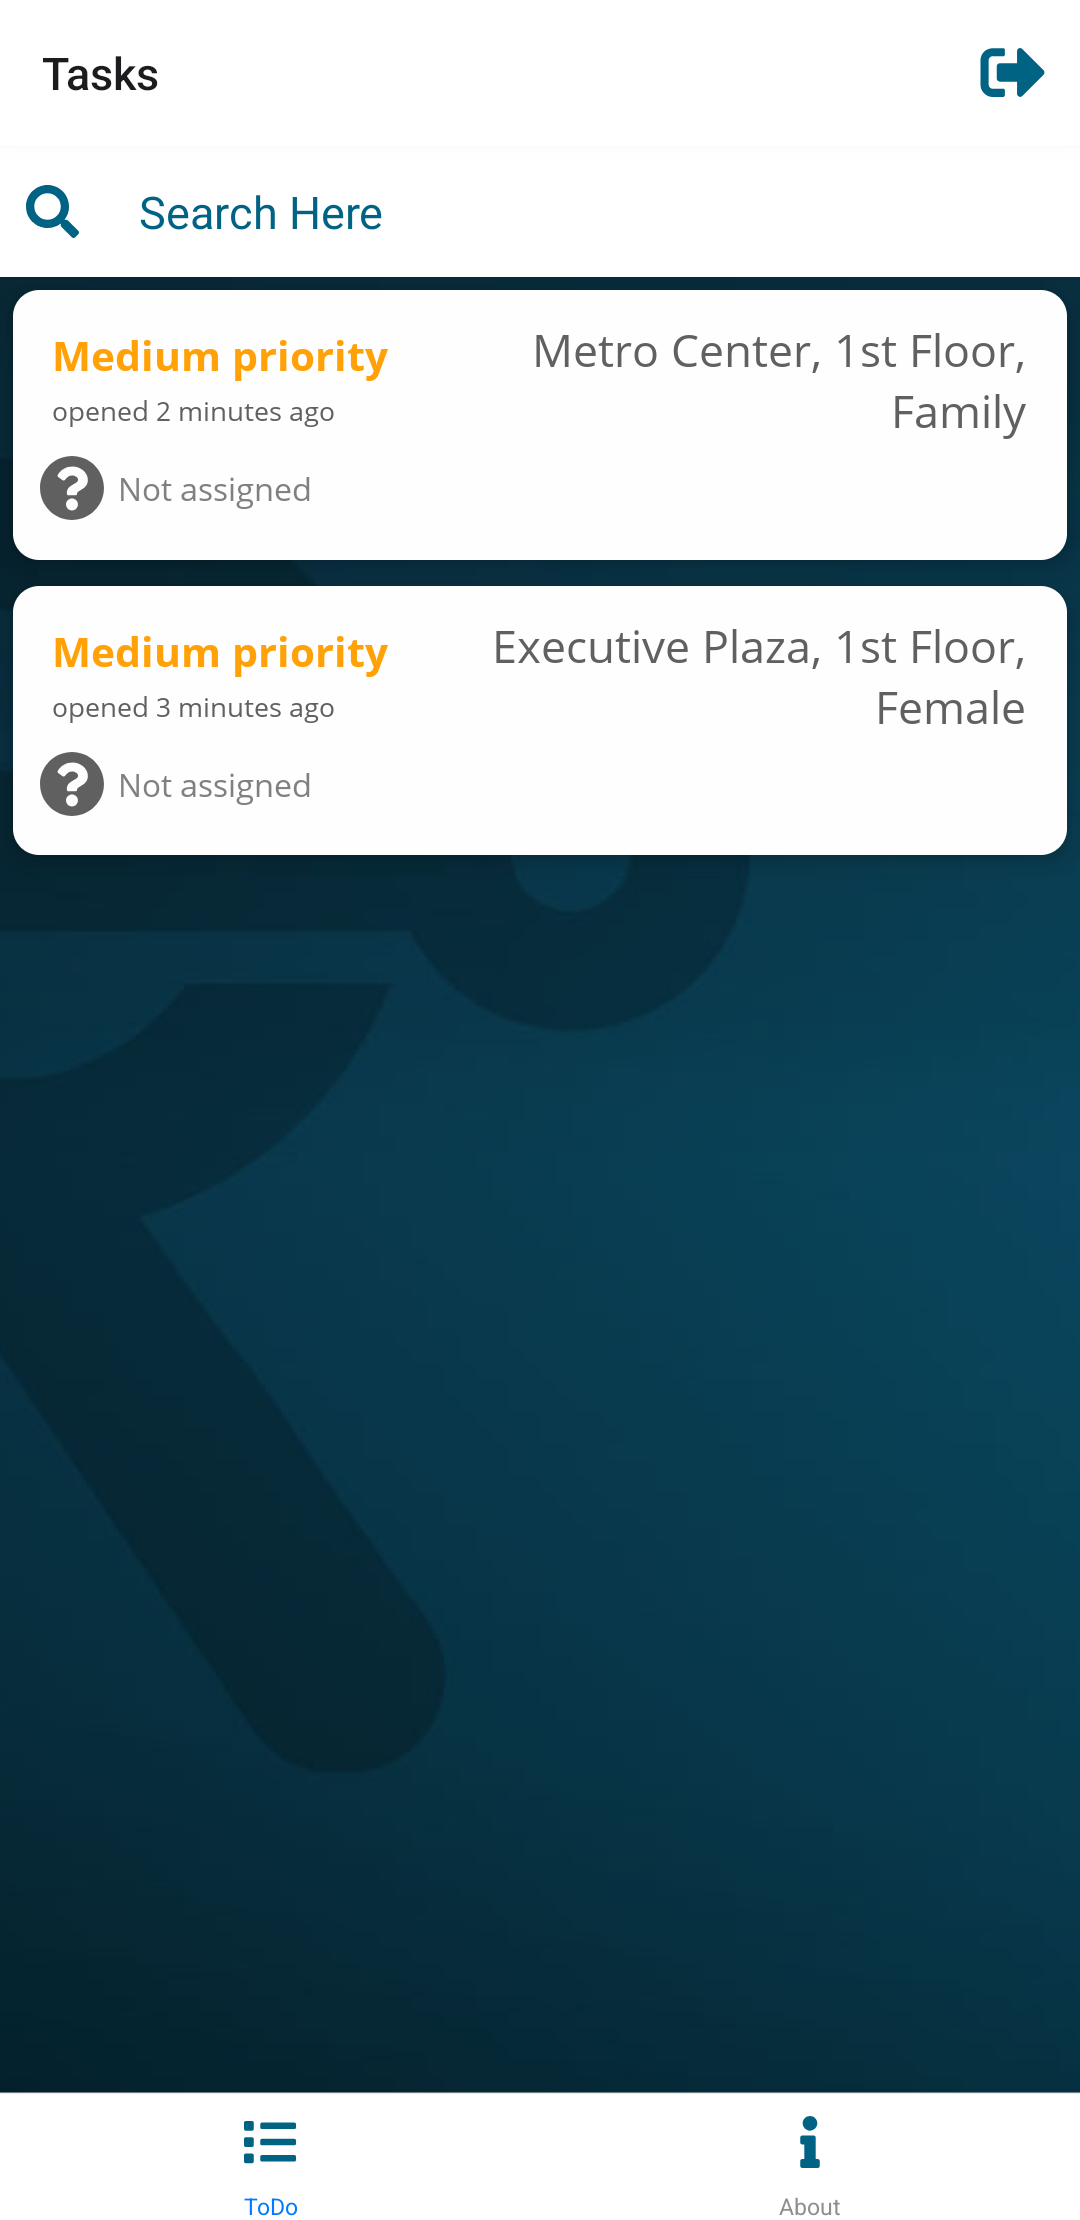 Tasks
Search Here
Medium priority
Metro Center, 1st Floor,
Family
opened 2 minutes ago
Not assigned
Medium priority
Executive Plaza, 1st Floor,
Female
opened 3 minutes ago
Not assigned
ToDo
About